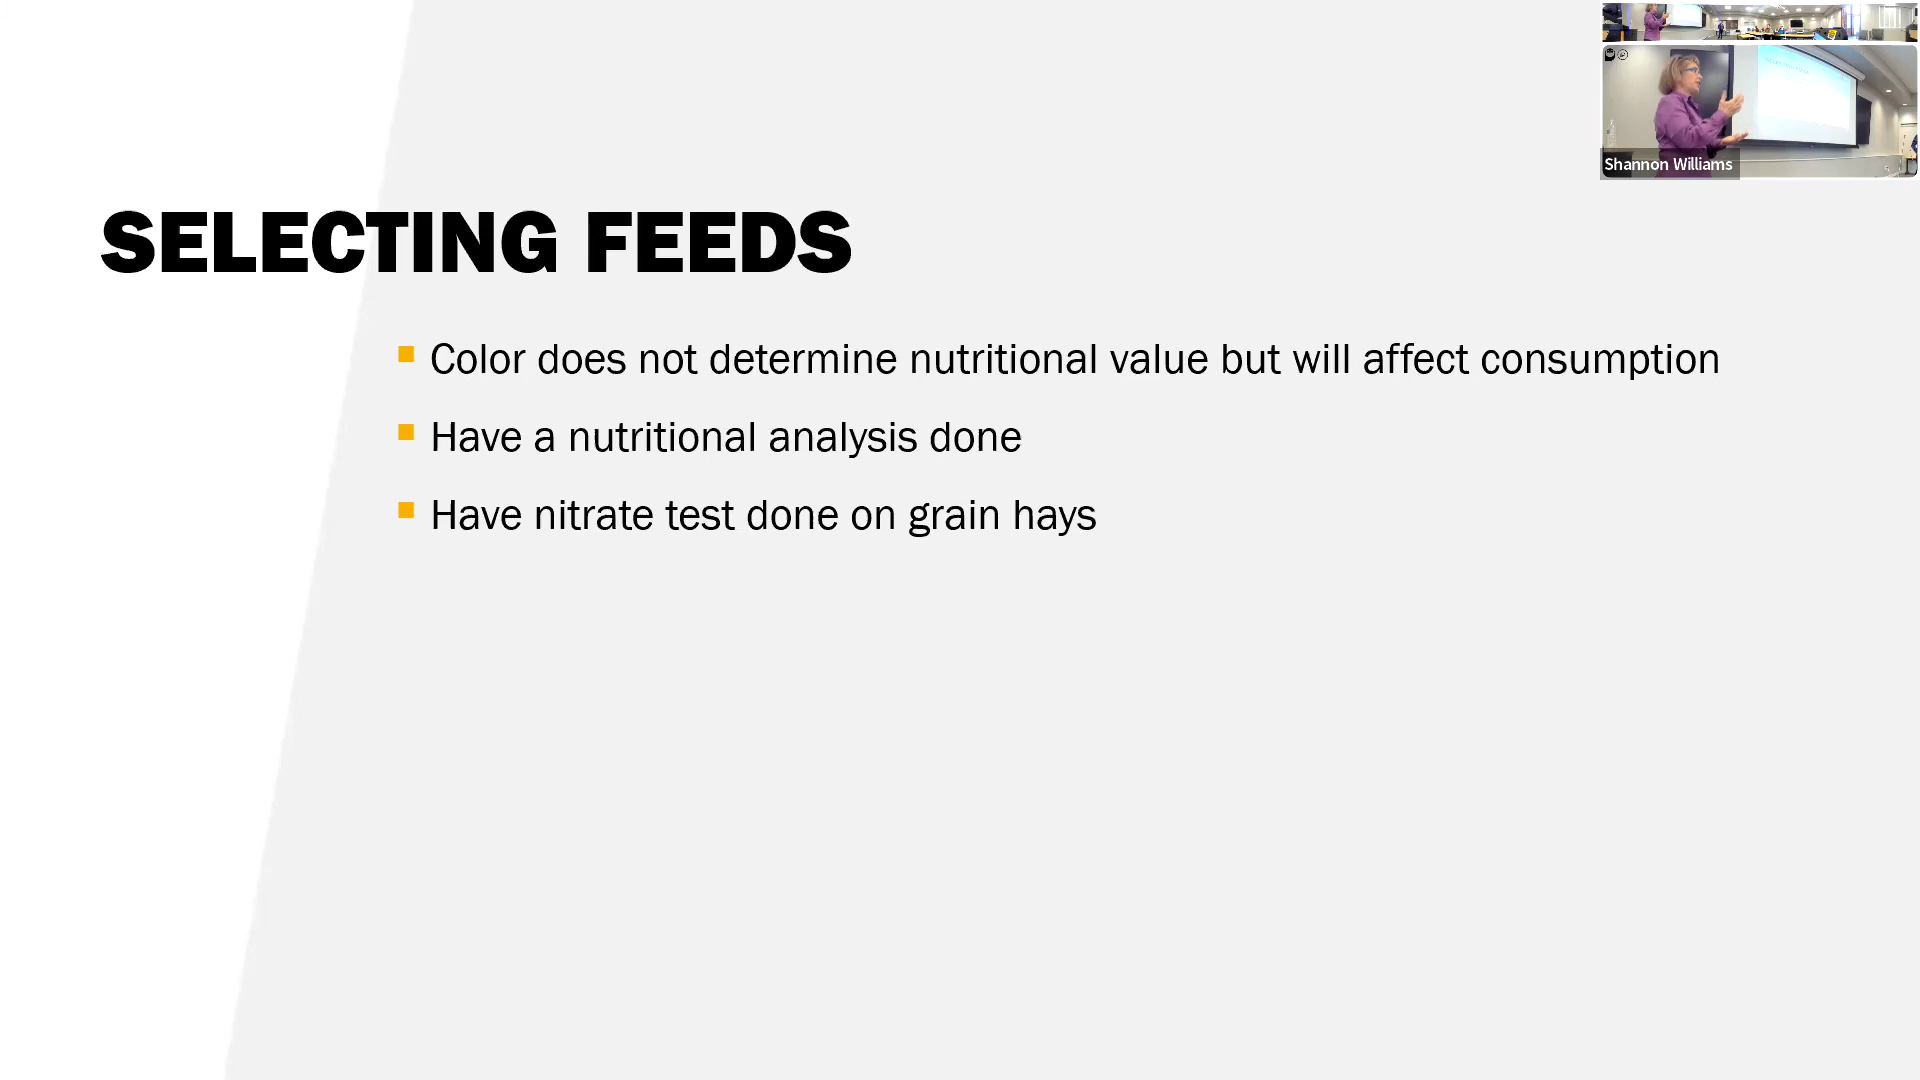 Shannon Williams
SELECTING FEEDS
Color does not determine nutritional value but will affect consumption
Have a nutritional analysis done
Have nitrate test done on grain hays